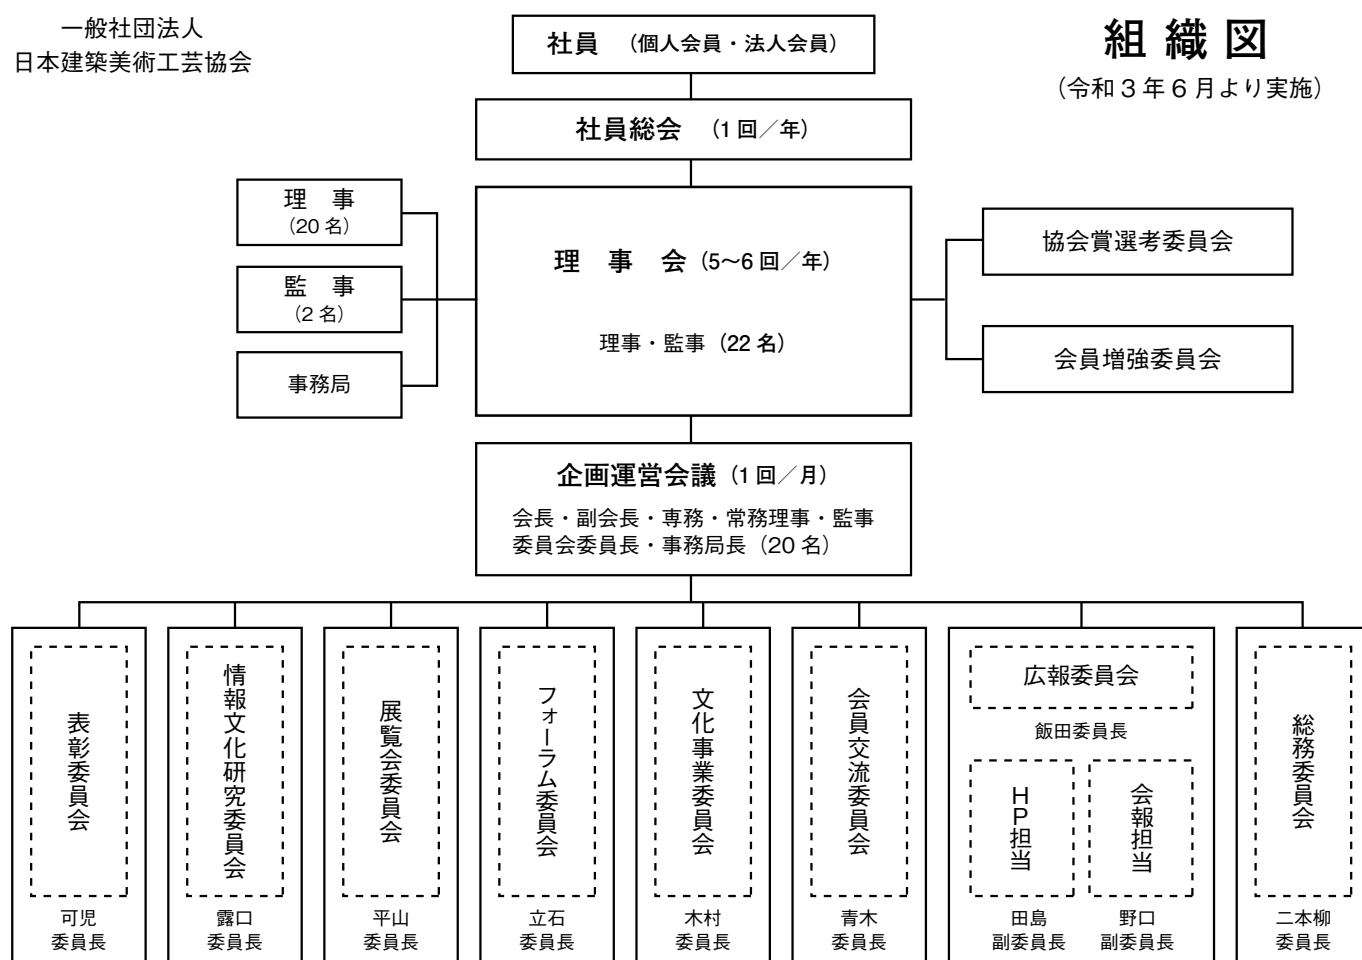 一般社団法人
日本建築美術工芸協会
組織図
（令和3年6月より実施）
社員 （個人会員・法人会員）
社員総会 （1回／年）
理　事
（20名）
監　事
（2名）
事務局
理　事　会（5〜6回／年）
理事・監事（22名）
協会賞選考委員会
会員増強委員会
企画運営会議（1回／月）
会長・副会長・専務・常務理事・監事
委員会委員長・事務局長（20名）
表彰委員会
可児
委員長
情報文化研究委員会
露口
委員長
展覧会委員会
平山
委員長
フォーラム委員会
立石
委員長
文化事業委員会
木村
委員長
会員交流委員会
青木
委員長
広報委員会
飯田委員長
HP担当
田島
副委員長
会報担当
野口
副委員長
総務委員会
二本柳
委員長